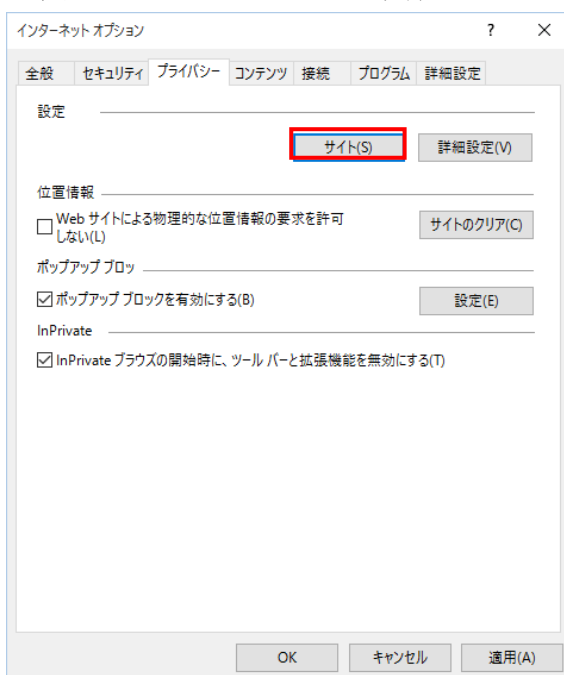 インターネット オプション ? ×
全般 セキュリティ プライバシー コンテンツ 接続 プログラム 詳細設定
設定
サイト(S) 詳細設定(V)
位置情報
Web サイトによる物理的な位置情報の要求を許可
しない(L)
サイトのクリア(C)
ポップアップ ブロッ
ポップアップ ブロックを有効にする(B) 設定(E)
InPrivate
InPrivate ブラウズの開始時に、ツール バーと拡張機能を無効にする(T)
OK キャンセル 適用(A)